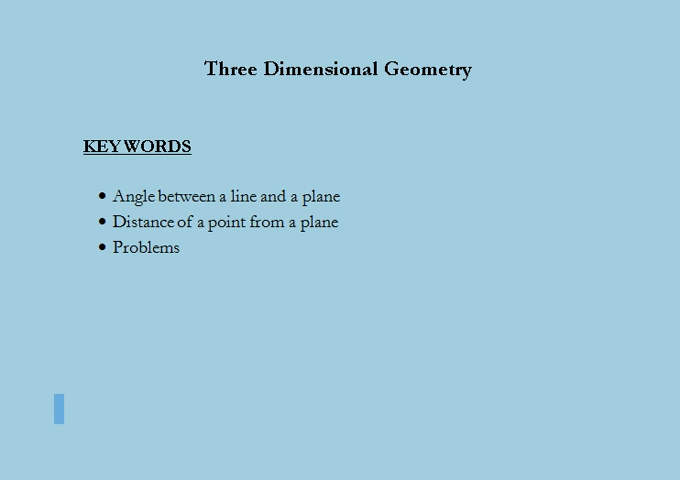 Three Dimensional Geometry
KEY WORDS
• Angle between a line and a plane
• Distance of a point from a plane
• Problems